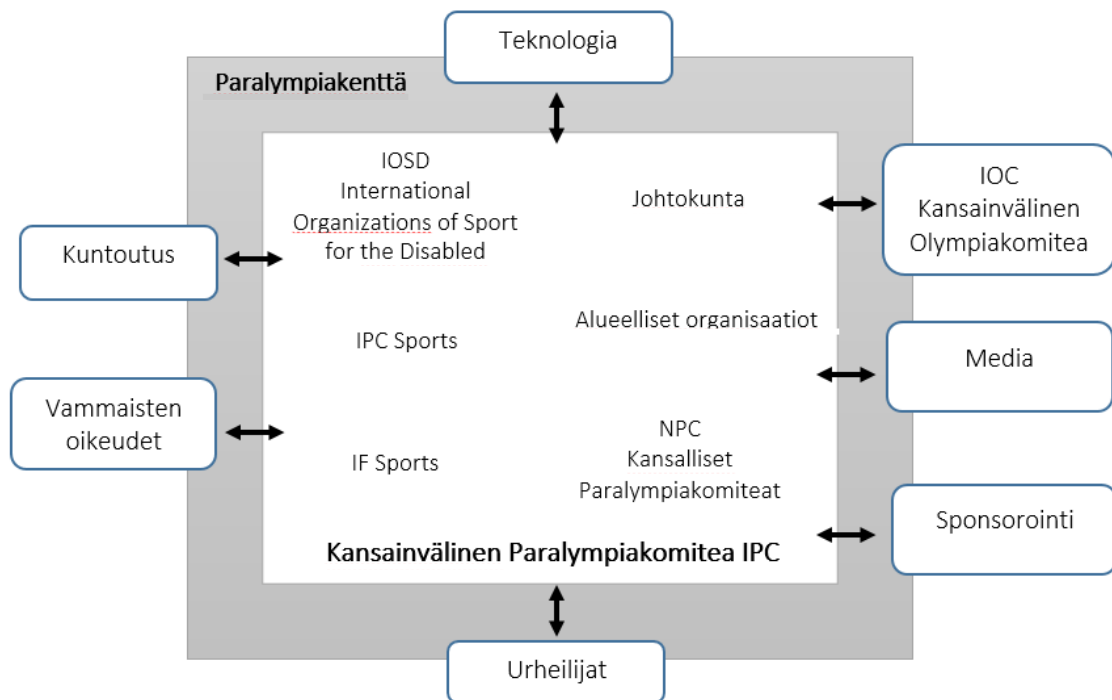 Teknologia
Paralympiakenttä
IOSD
International
Organizations of Sport
for the Disabled
Johtokunta
IOC
Kansainvälinen
Olympiakomitea
Kuntoutus
Alueelliset organisaatiot
IPC Sports
Media
Vammaisten
oikeudet
NPC
Kansalliset
Paralympiakomiteat
IF Sports
Sponsorointi
Kansainvälinen Paralympiakomitea IPC
Urheilijat